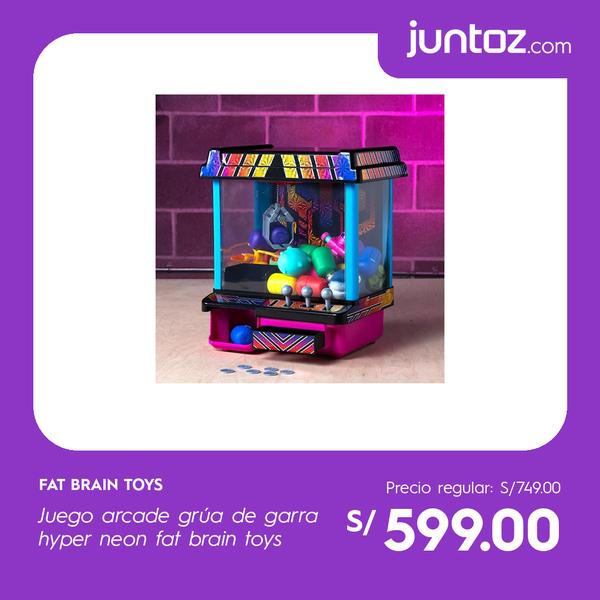 juntoz.com
FAT BRAIN TOYS
Juego arcade grúa de garra
hyper neon fat brain toys
Precio regular: S/749.00
S/ 599.00